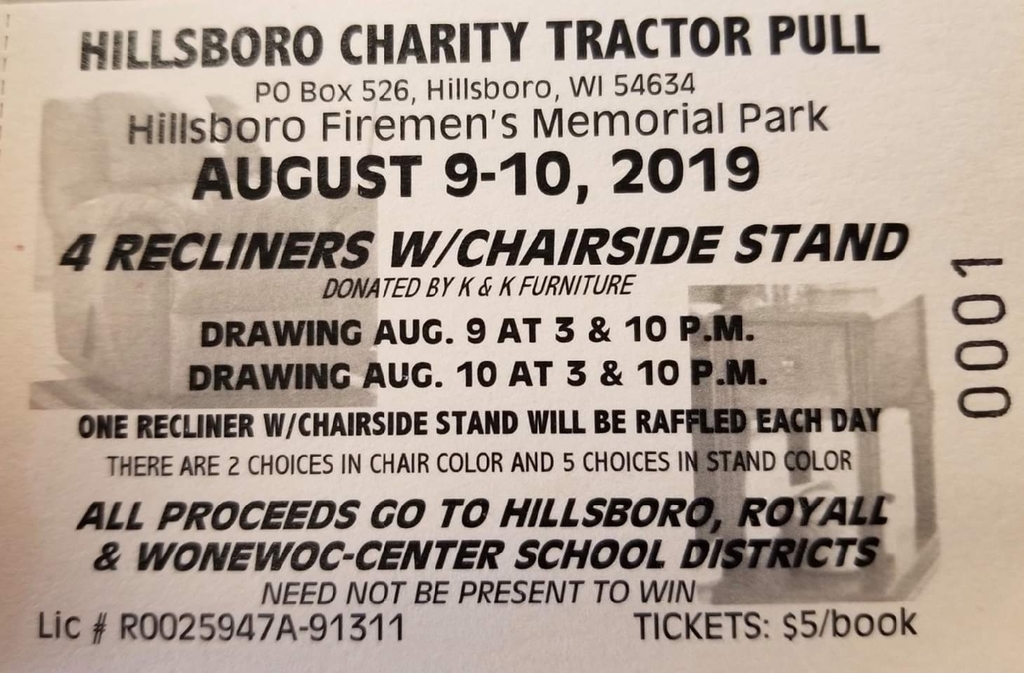 HILLSBORO CHARITY TRACTOR PULL
PO Box 526, Hillsboro, WI 54634
Hillsboro Firemen's Memorial Park
AUGUST 9-10, 2019
4 RECLINERS W/CHAIRSIDE STAND
DONATED BY K & K FURNITURE
DRAWING AUG. 9 AT 3 & 10 P.M.
DRAWING AUG. 10 AT 3 & 10 P.M.
ONE RECLINER W/CHAIRSIDE STAND WILL BE RAFFLED EACH DAY
THERE ARE 2 CHOICES IN CHAIR COLOR AND 5 CHOICES IN STAND COLOR
ALL PROCEEDS GO TO HILLSBORO, ROYALL
& WONEWOC-CENTER SCHOOL DISTRICTS
NEED NOT BE PRESENT TO WIN
Lic # R0025947A-91311 TICKETS: $5/book
0001